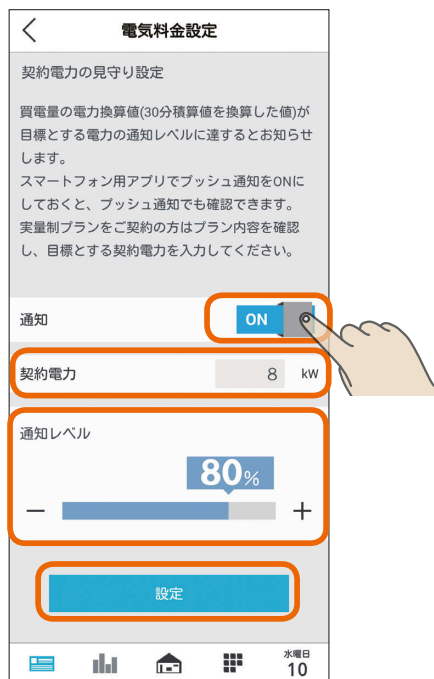 電気料金設定
契約電力の見守り設定
買電量の電力換算値(30分積算値を換算した値)が
目標とする電力の通知レベルに達するとお知らせ
します。
スマートフォン用アプリでプッシュ通知をONに
しておくと、プッシュ通知でも確認できます。
実量制プランをご契約の方はプラン内容を確認
し、目標とする契約電力を入力してください。
通知 ON
契約電力 8 kW
通知レベル
80%
− +
設定
水曜日
10